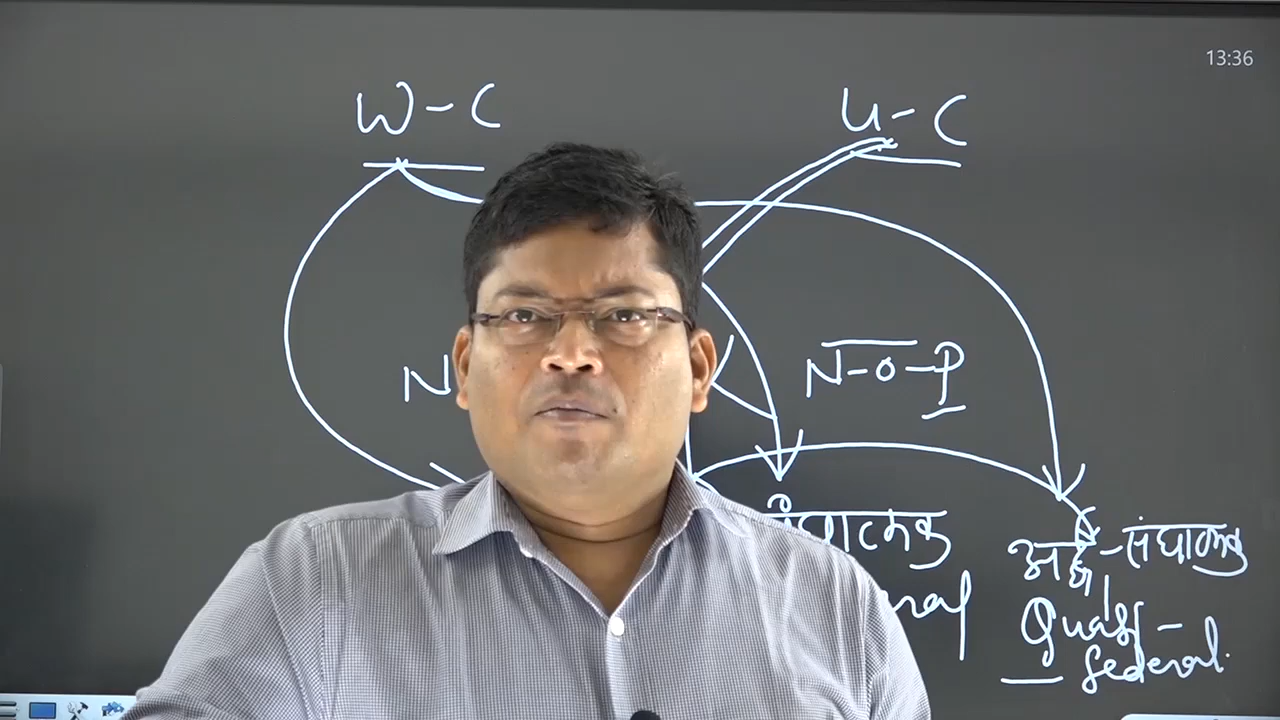 13:36
W-C
U-C
N
N-O-P
संघात्मक
अर्द्ध-संघात्मक
Quasi-
federal.